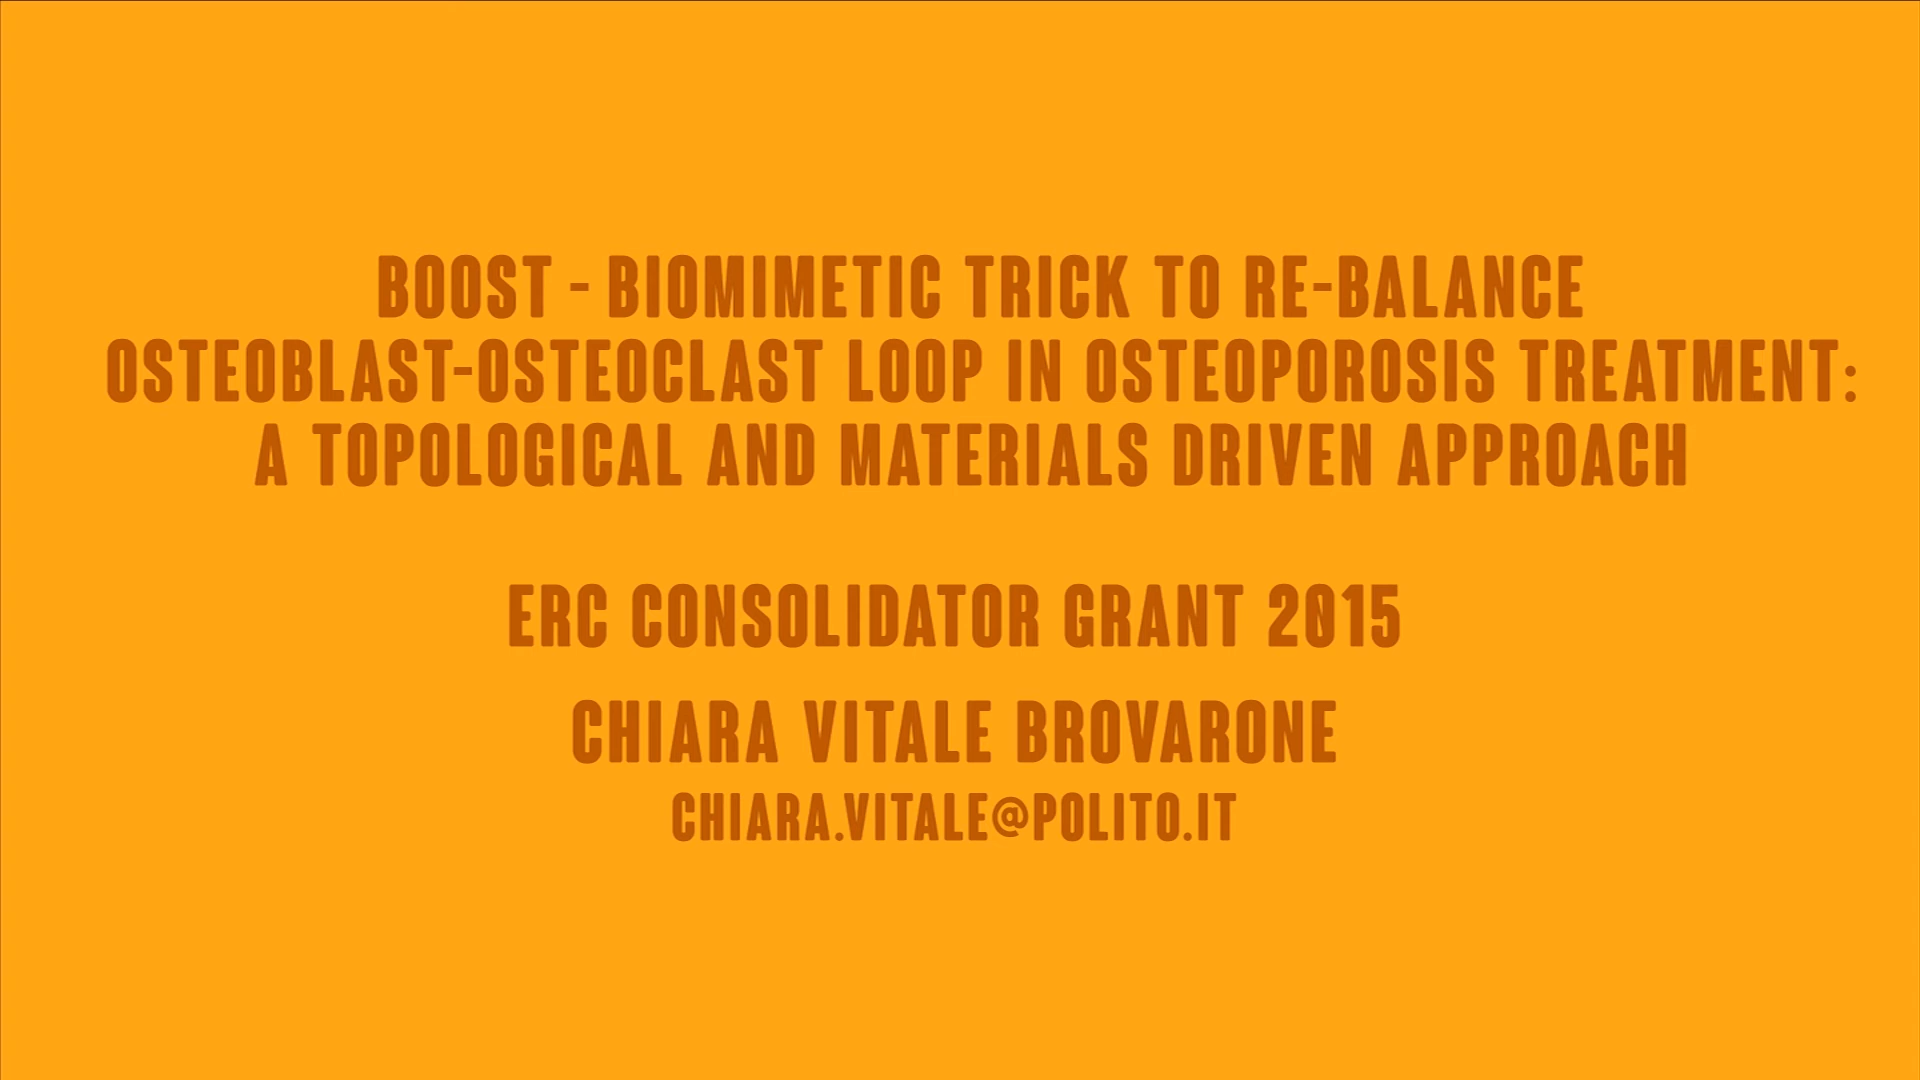 BOOST - BIOMIMETIC TRICK TO RE-BALANCE
OSTEOBLAST-OSTEOCLAST LOOP IN OSTEOPOROSIS TREATMENT:
A TOPOLOGICAL AND MATERIALS DRIVEN APPROACH
ERC CONSOLIDATOR GRANT 2015
CHIARA VITALE BROVARONE
CHIARA.VITALE@POLITO.IT